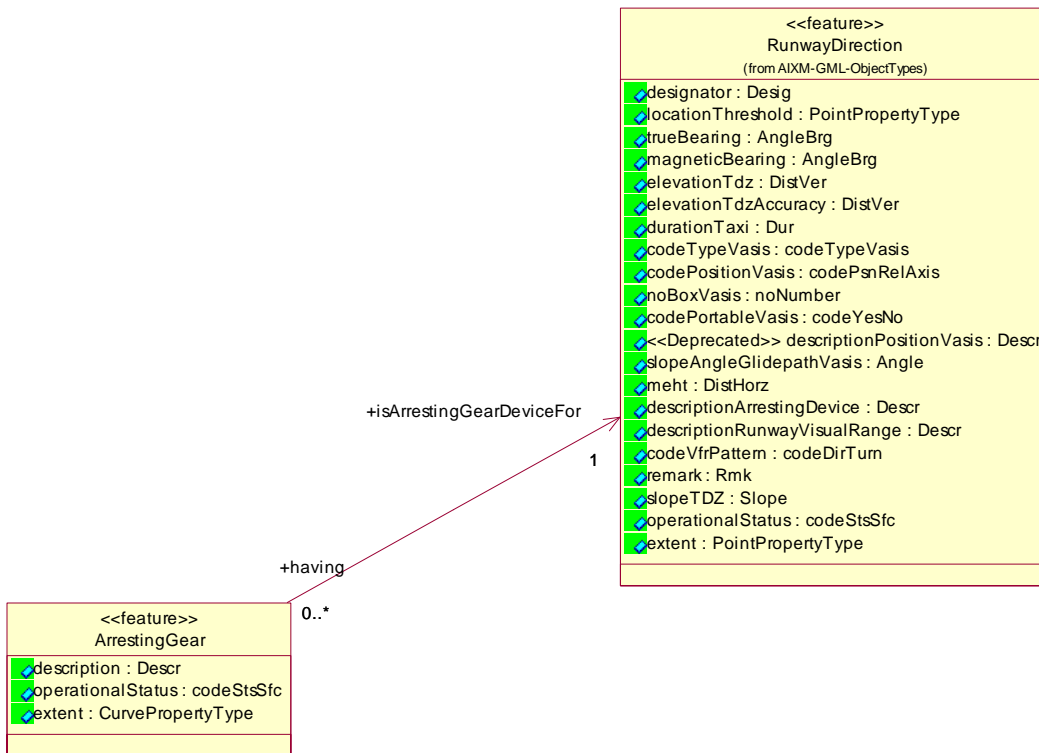 <<feature>>
RunwayDirection
(from AIXM-GML-ObjectTypes)
designator : Desig
locationThreshold : PointPropertyType
trueBearing : AngleBrg
magneticBearing : AngleBrg
elevationTdz : DistVer
elevationTdzAccuracy : DistVer
durationTaxi : Dur
codeTypeVasis : codeTypeVasis
codePositionVasis : codePsnRelAxis
noBoxVasis : noNumber
codePortableVasis : codeYesNo
<<Deprecated>> descriptionPositionVasis : Descr
slopeAngleGlidepathVasis : Angle
meht : DistHorz
descriptionArrestingDevice : Descr
descriptionRunwayVisualRange : Descr
codeVfrPattern : codeDirTurn
remark : Rmk
slopeTDZ : Slope
operationalStatus : codeStsSfc
extent : PointPropertyType
+isArrestingGearDeviceFor
1
+having
0..*
<<feature>>
ArrestingGear
description : Descr
operationalStatus : codeStsSfc
extent : CurvePropertyType